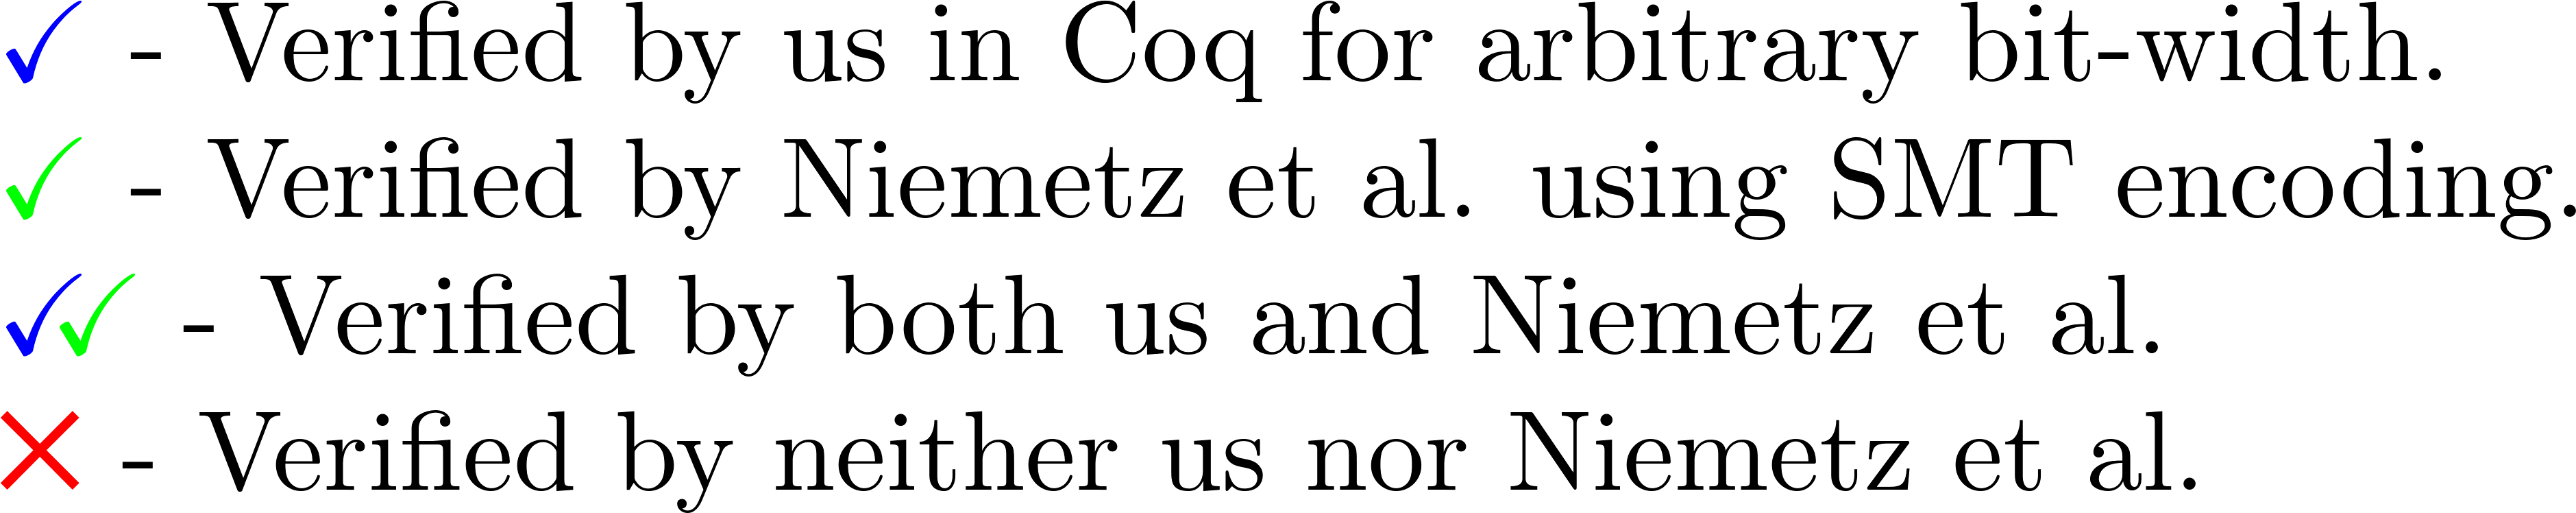 ✓ - Verified by us in Coq for arbitrary bit-width.
✓ - Verified by Niemetz et al. using SMT encoding.
✓✓ - Verified by both us and Niemetz et al.
✗ - Verified by neither us nor Niemetz et al.